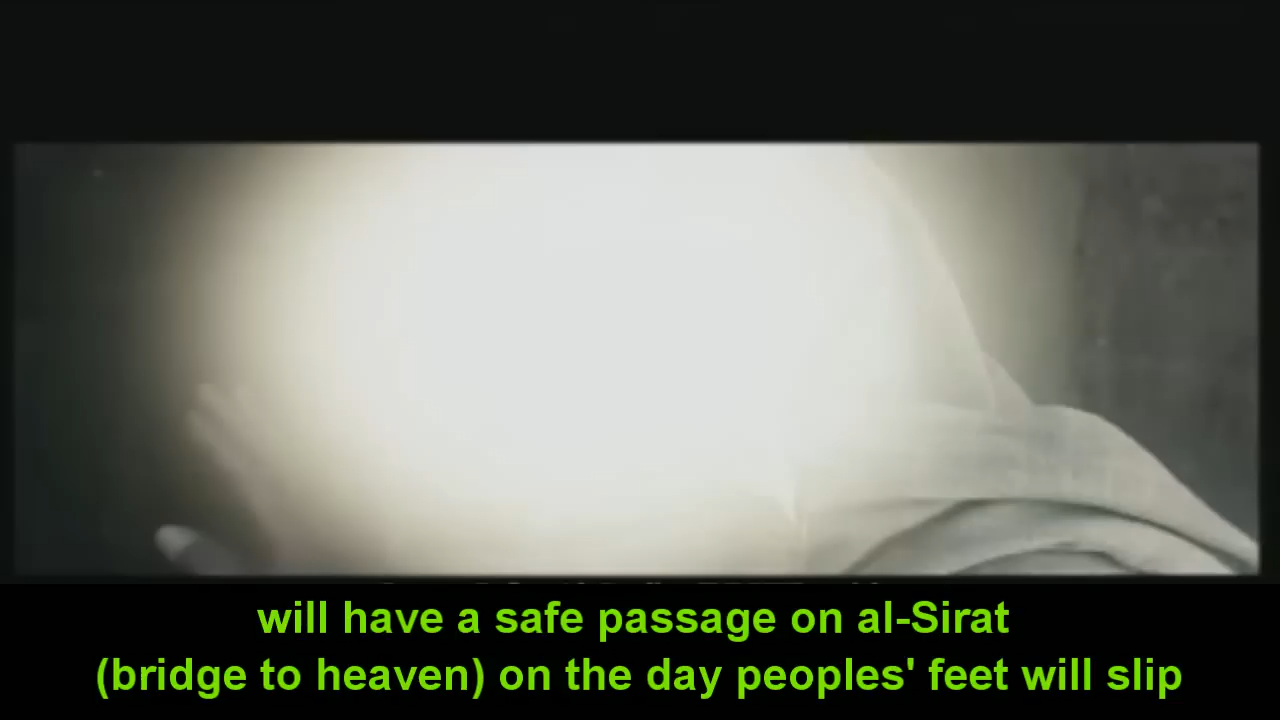 will have a safe passage on al-Sirat
(bridge to heaven) on the day peoples' feet will slip